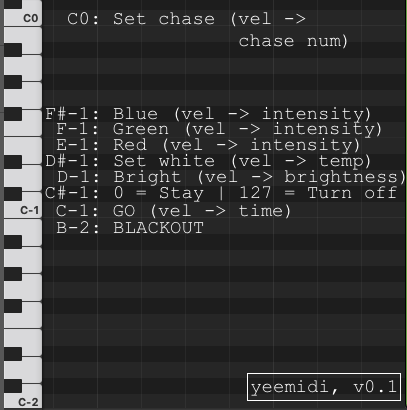 C0
C0: Set chase (vel ->
chase num)
F#-1: Blue (vel -> intensity)
F-1: Green (vel -> intensity)
E-1: Red (vel -> intensity)
D#-1: Set white (vel -> temp)
D-1: Bright (vel -> brightness)
C#-1: 0 = Stay | 127 = Turn off
C-1
C-1: GO (vel -> time)
B-2: BLACKOUT
yeemidi, v0.1
C-2